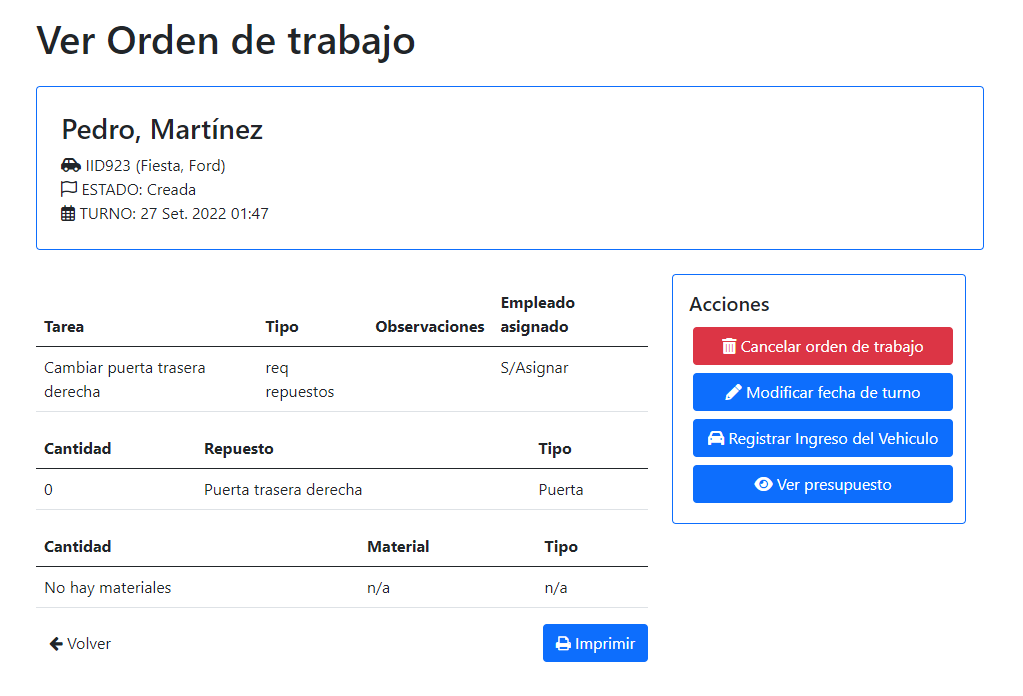 Ver Orden de trabajo
Pedro, Martínez
IID923 (Fiesta, Ford)
ESTADO: Creada
TURNO: 27 Set. 2022 01:47
Tarea Tipo Observaciones Empleado asignado
Cambiar puerta trasera derecha req repuestos S/Asignar
Cantidad Repuesto Tipo
0 Puerta trasera derecha Puerta
Cantidad Material Tipo
No hay materiales n/a n/a
Volver Imprimir
Acciones
Cancelar orden de trabajo
Modificar fecha de turno
Registrar Ingreso del Vehiculo
Ver presupuesto